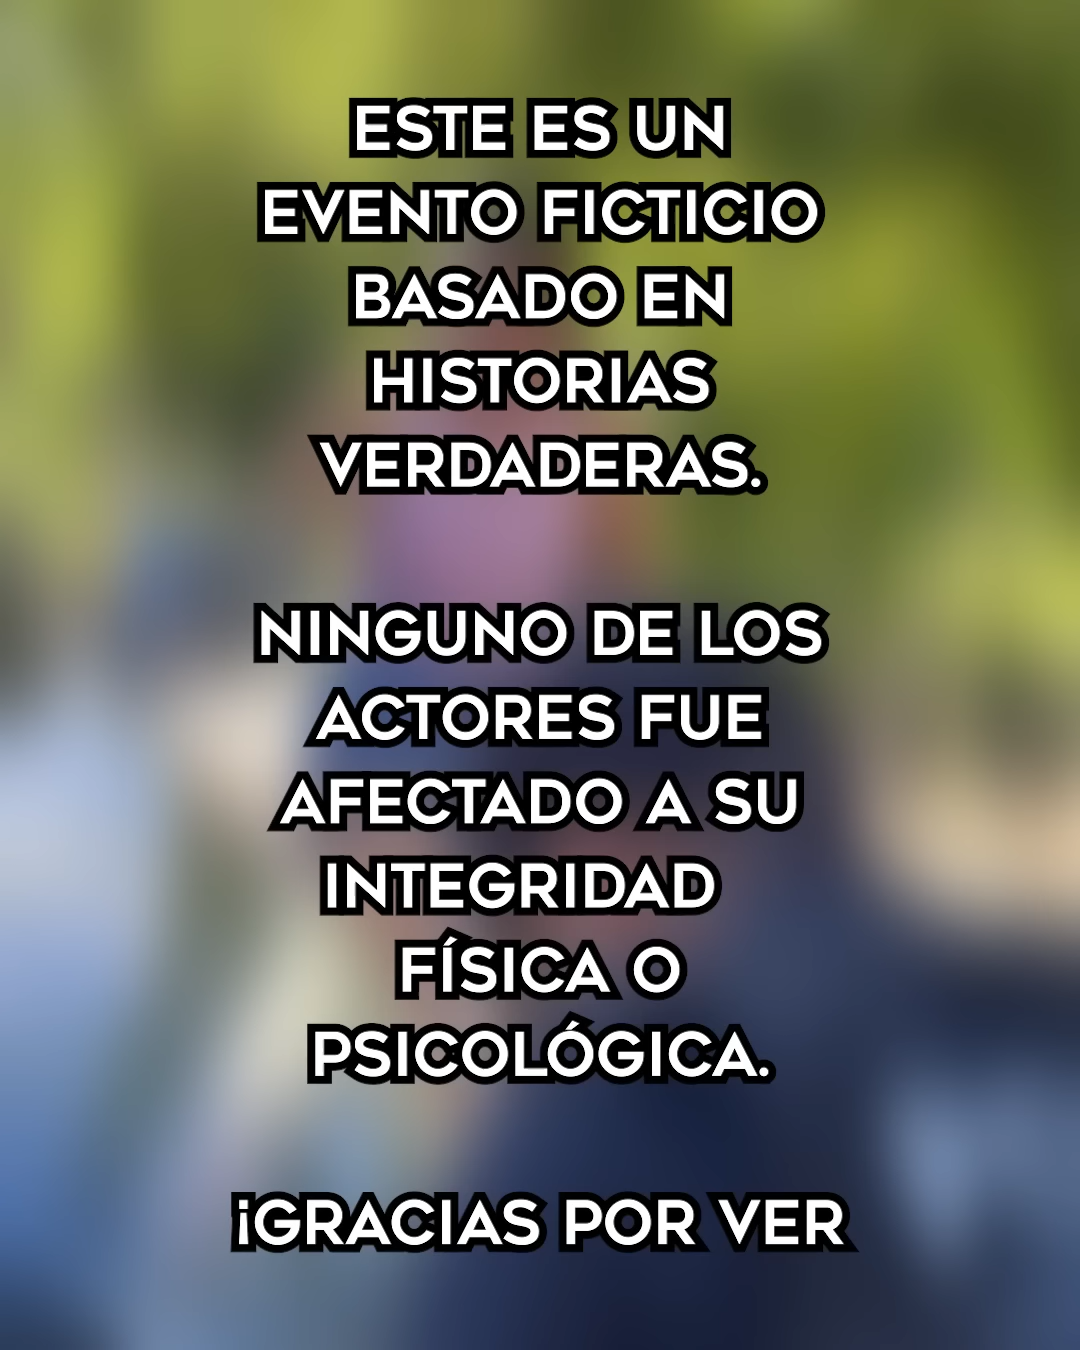 ESTE ES UN
EVENTO FICTICIO
BASADO EN
HISTORIAS
VERDADERAS.
NINGUNO DE LOS
ACTORES FUE
AFECTADO A SU
INTEGRIDAD
FÍSICA O
PSICOLÓGICA.
¡GRACIAS POR VER